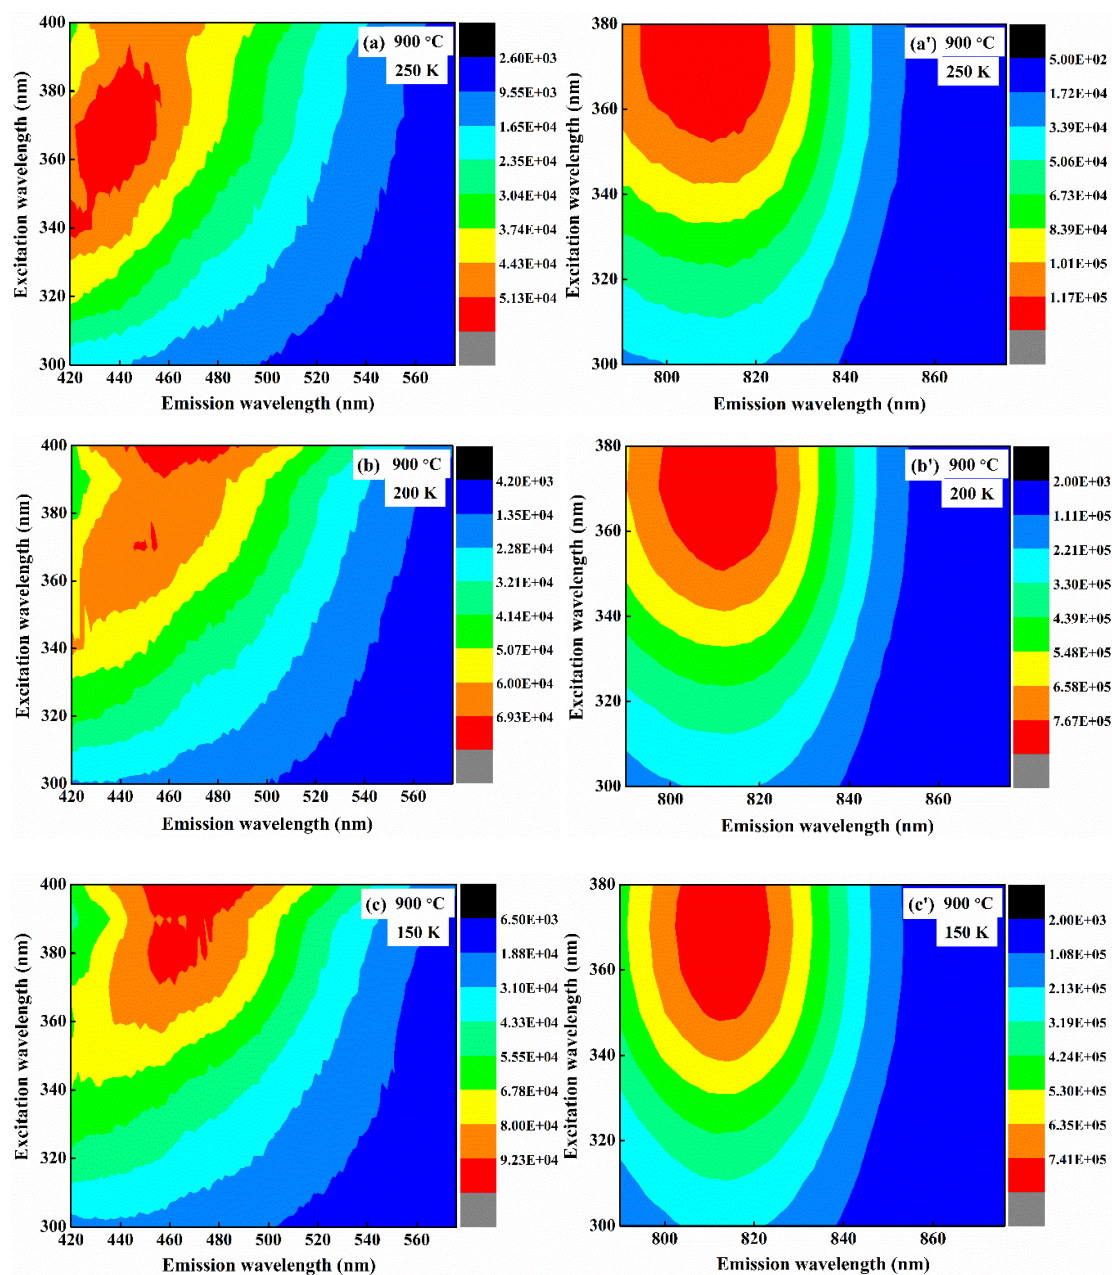 400
380
360
340
320
300
Excitation wavelength (nm)
(a) 900 °C
250 K
2.60E+03
9.55E+03
1.65E+04
2.35E+04
3.04E+04
3.74E+04
4.43E+04
5.13E+04
420 440 460 480 500 520 540 560
Emission wavelength (nm)
380
360
340
320
300
Excitation wavelength (nm)
(a') 900 °C
250 K
5.00E+02
1.72E+04
3.39E+04
5.06E+04
6.73E+04
8.39E+04
1.01E+05
1.17E+05
800 820 840 860
Emission wavelength (nm)
400
380
360
340
320
300
Excitation wavelength (nm)
(b) 900 °C
200 K
4.20E+03
1.35E+04
2.28E+04
3.21E+04
4.14E+04
5.07E+04
6.00E+04
6.93E+04
420 440 460 480 500 520 540 560
Emission wavelength (nm)
380
360
340
320
300
Excitation wavelength (nm)
(b') 900 °C
200 K
2.00E+03
1.11E+05
2.21E+05
3.30E+05
4.39E+05
5.48E+05
6.58E+05
7.67E+05
800 820 840 860
Emission wavelength (nm)
400
380
360
340
320
300
Excitation wavelength (nm)
(c) 900 °C
150 K
6.50E+03
1.88E+04
3.10E+04
4.33E+04
5.55E+04
6.78E+04
8.00E+04
9.23E+04
420 440 460 480 500 520 540 560
Emission wavelength (nm)
380
360
340
320
300
Excitation wavelength (nm)
(c') 900 °C
150 K
2.00E+03
1.08E+05
2.13E+05
3.19E+05
4.24E+05
5.30E+05
6.35E+05
7.41E+05
800 820 840 860
Emission wavelength (nm)